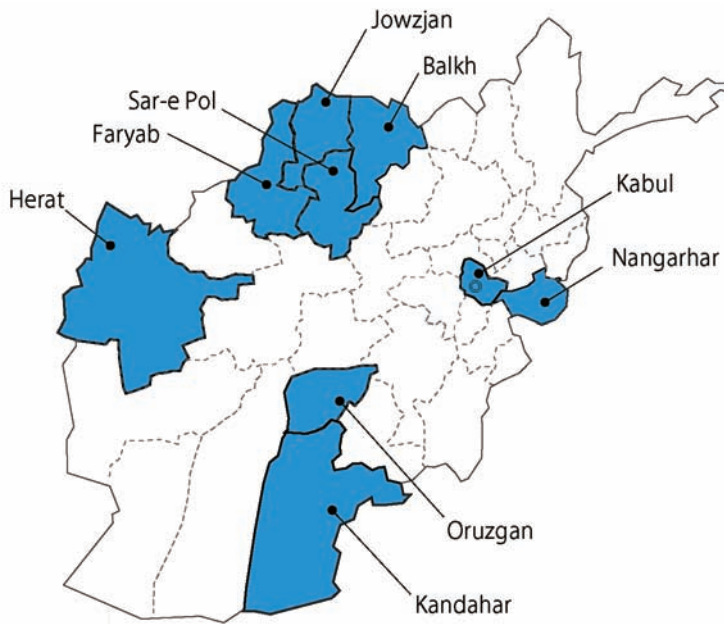 Jowzjan
Balkh
Sar-e Pol
Faryab
Kabul
Herat
Nangarhar
Oruzgan
Kandahar